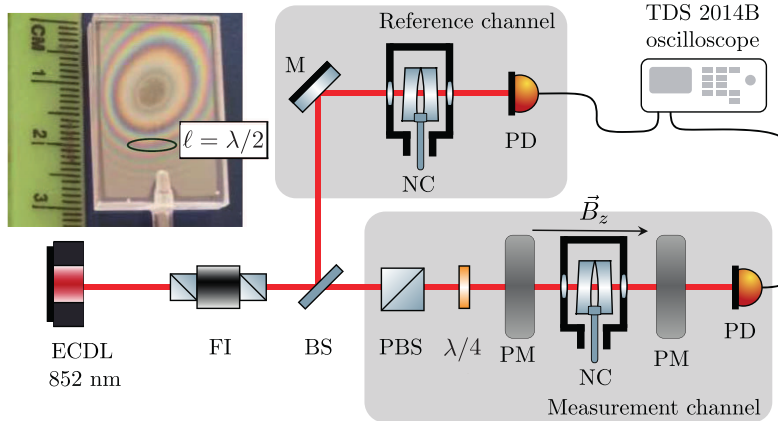 Reference channel
TDS 2014B
oscilloscope
CM
1
2
3
ℓ = λ/2
M
NC
PD
B⃗_z
ECDL
852 nm
FI
BS
PBS
λ/4
PM
NC
PM
PD
Measurement channel